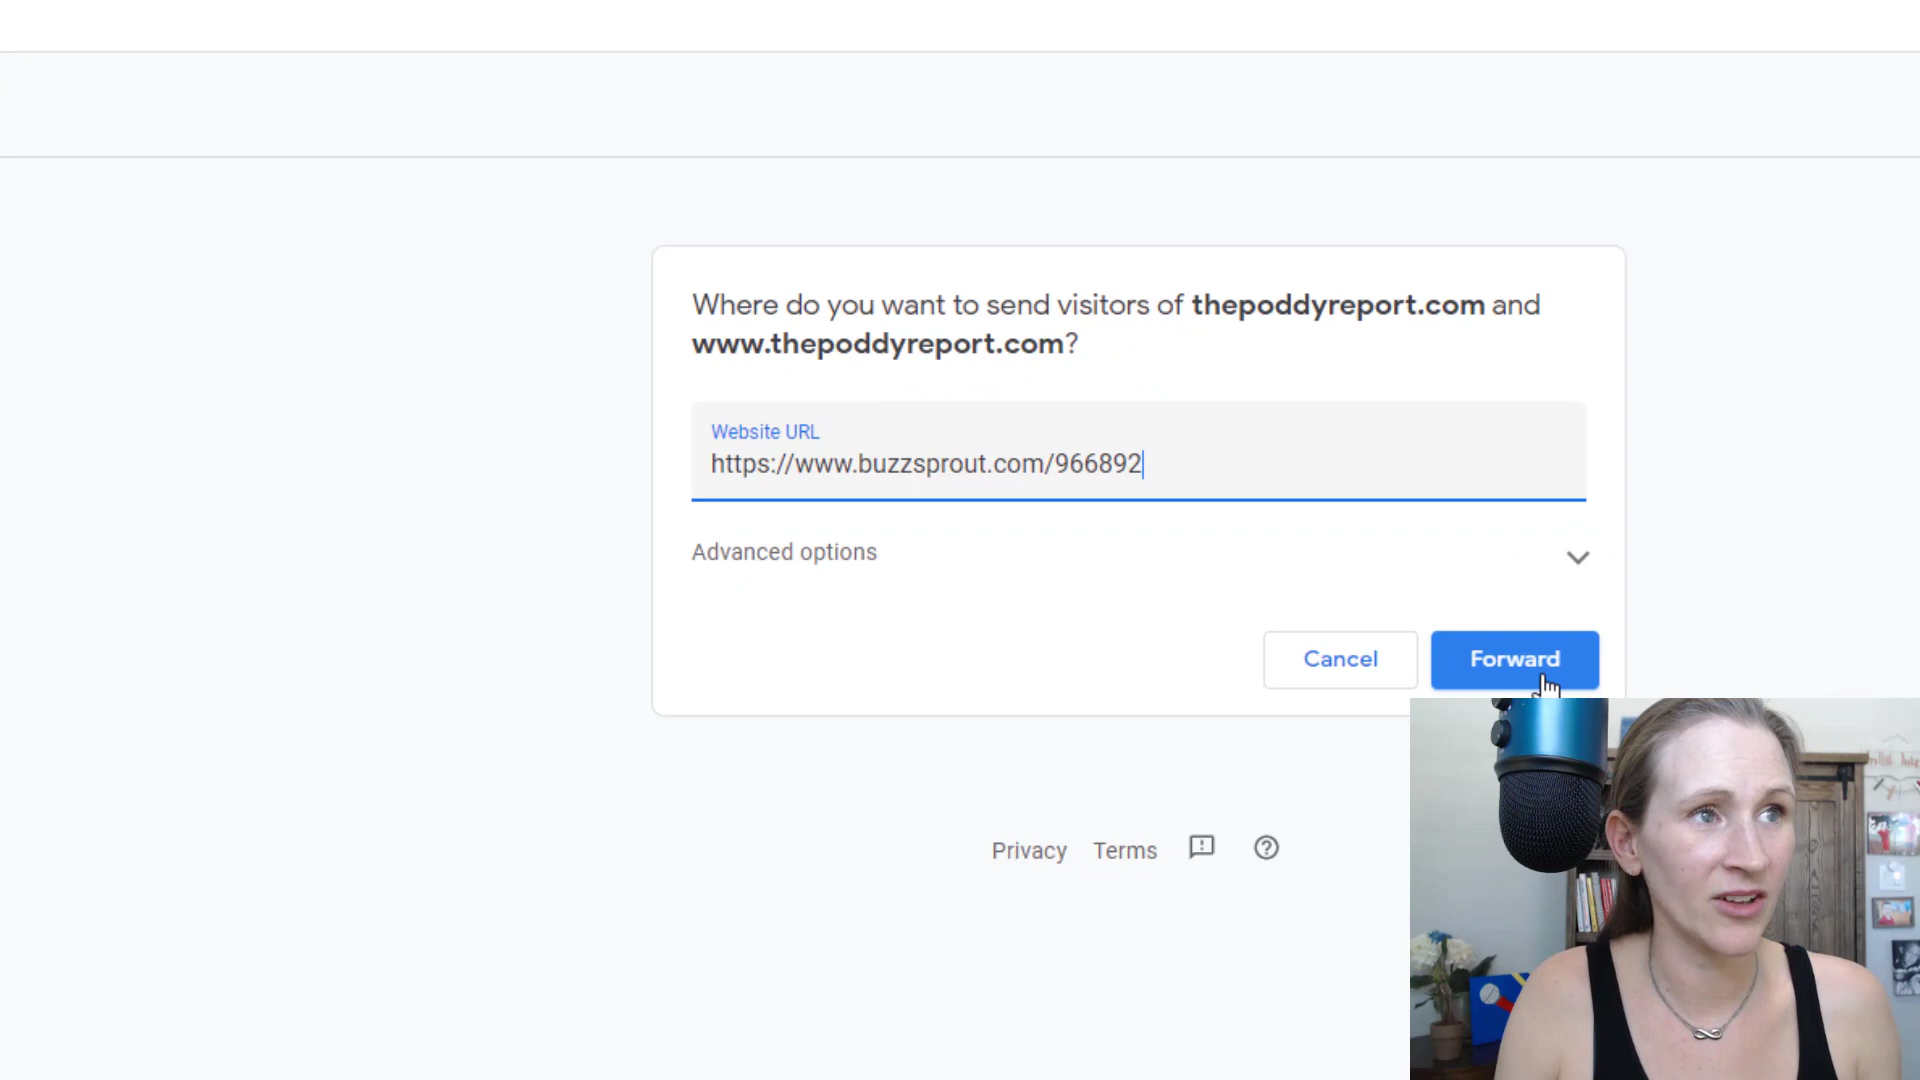 Where do you want to send visitors of thepoddyreport.com and
www.thepoddyreport.com?
Website URL
https://www.buzzsprout.com/966892
Advanced options
Cancel
Forward
Privacy
Terms